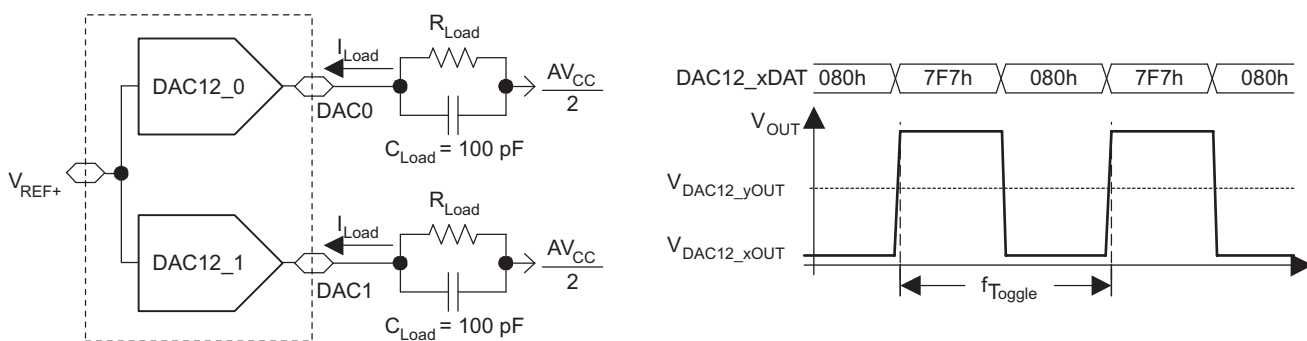 DAC12_0
I_Load
R_Load
DAC0
AV_CC
2
C_Load = 100 pF
V_REF+
DAC12_1
I_Load
R_Load
DAC1
AV_CC
2
C_Load = 100 pF
DAC12_xDAT 080h 7F7h 080h 7F7h 080h
V_OUT
V_DAC12_yOUT
V_DAC12_xOUT
f_Toggle